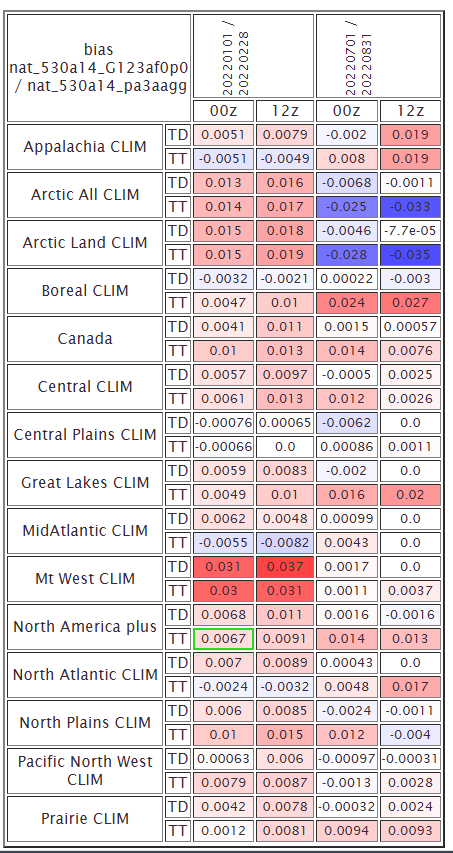 bias
nat_530a14_G123af0p0
/ nat_530a14_pa3aagg
20220101 /
20220228
20220701 /
20220831
00z 12z 00z 12z
Appalachia CLIM
TD 0.0051 0.0079 -0.002 0.019
TT -0.0051 -0.0049 0.008 0.019
Arctic All CLIM
TD 0.013 0.016 -0.0068 -0.0011
TT 0.014 0.017 -0.025 -0.033
Arctic Land CLIM
TD 0.015 0.018 -0.0046 -7.7e-05
TT 0.015 0.019 -0.028 -0.035
Boreal CLIM
TD -0.0032 -0.0021 0.00022 -0.003
TT 0.0047 0.01 0.024 0.027
Canada
TD 0.0041 0.011 0.0015 0.00057
TT 0.01 0.013 0.014 0.0076
Central CLIM
TD 0.0057 0.0097 -0.0005 0.0025
TT 0.0061 0.013 0.012 0.0026
Central Plains CLIM
TD -0.00076 0.00065 -0.0062 0.0
TT -0.00066 0.0 0.00086 0.0011
Great Lakes CLIM
TD 0.0059 0.0083 -0.002 0.0
TT 0.0049 0.01 0.016 0.02
MidAtlantic CLIM
TD 0.0062 0.0048 0.00099 0.0
TT -0.0055 -0.0082 0.0043 0.0
Mt West CLIM
TD 0.031 0.037 0.0017 0.0
TT 0.03 0.031 0.0011 0.0037
North America plus
TD 0.0068 0.011 0.0016 -0.0016
TT 0.0067 0.0091 0.014 0.013
North Atlantic CLIM
TD 0.007 0.0089 0.00043 0.0
TT -0.0024 -0.0032 0.0048 0.017
North Plains CLIM
TD 0.006 0.0085 -0.0024 -0.0011
TT 0.01 0.015 0.012 -0.004
Pacific North West
CLIM
TD 0.00063 0.006 -0.00097 -0.00031
TT 0.0079 0.0087 -0.0013 0.0028
Prairie CLIM
TD 0.0042 0.0078 -0.00032 0.0024
TT 0.0012 0.0081 0.0094 0.0093